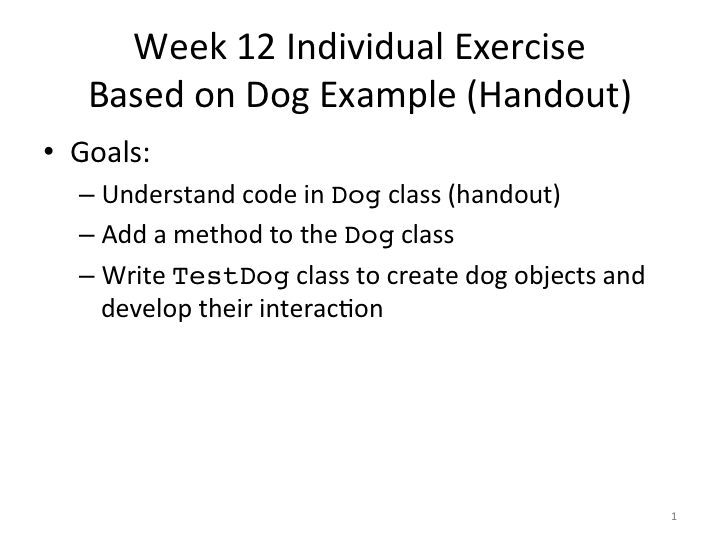 Week 12 Individual Exercise
Based on Dog Example (Handout)
• Goals:
– Understand code in Dog class (handout)
– Add a method to the Dog class
– Write TestDog class to create dog objects and
develop their interaction
1